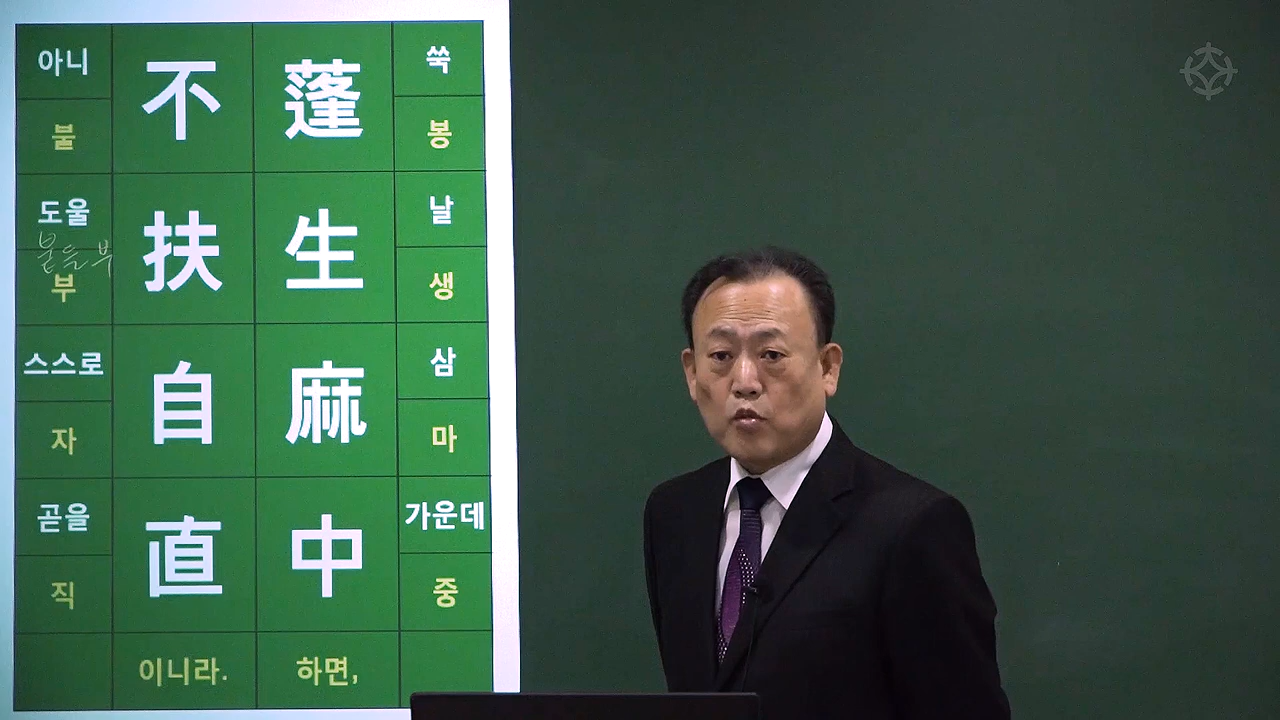 쑥 봉 蓬
날 생 生
삼 마 麻
가운데 중 中
하면,
아니 불 不
도울 부 扶
붙들 부
스스로 자 自
곧을 직 直
이니라.